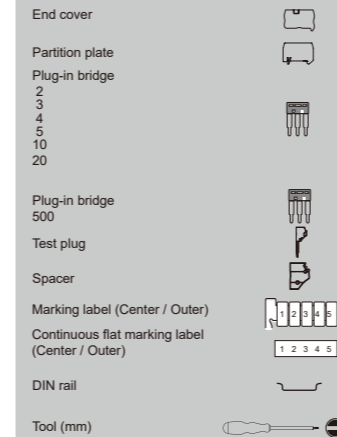 End cover
Partition plate
Plug-in bridge
2
3
4
5
10
20
Plug-in bridge
500
Test plug
Spacer
Marking label (Center / Outer)
1 2 3 4 5
Continuous flat marking label
(Center / Outer)
1 2 3 4 5
DIN rail
Tool (mm)